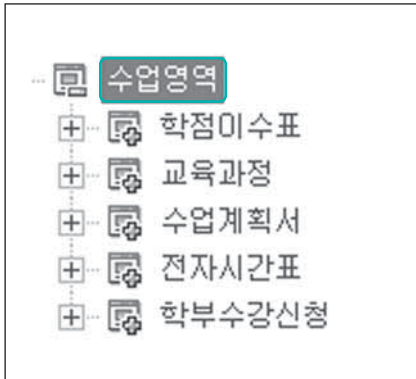 수업영역
학점이수표
교육과정
수업계획서
전자시간표
학부수강신청